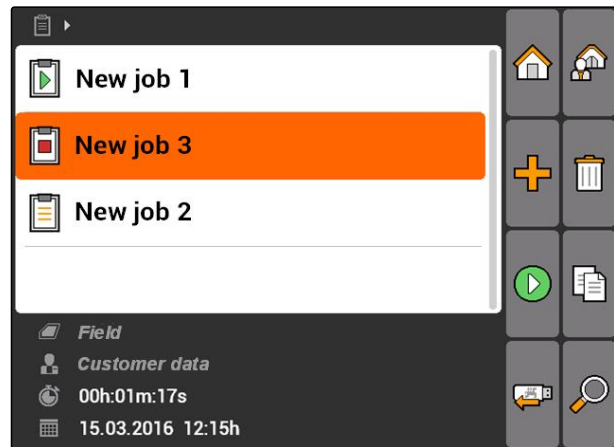 New job 1
New job 3
New job 2
Field
Customer data
00h:01m:17s
15.03.2016 12:15h